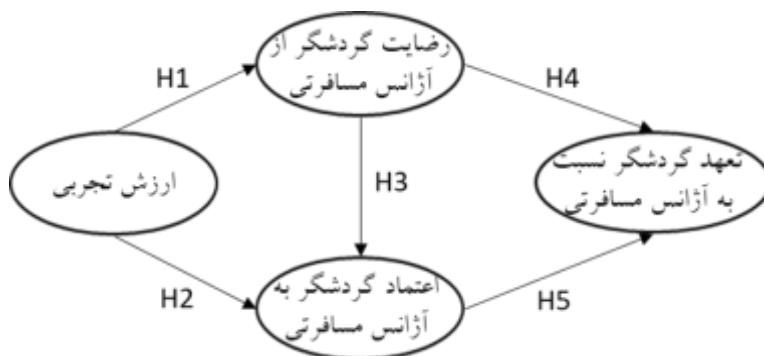 رضایت گردشگر از
آژانس مسافرتی
H1
H4
ارزش تجربی
H3
تعهد گردشگر نسبت
به آژانس مسافرتی
H2
H5
اعتماد گردشگر به
آژانس مسافرتی